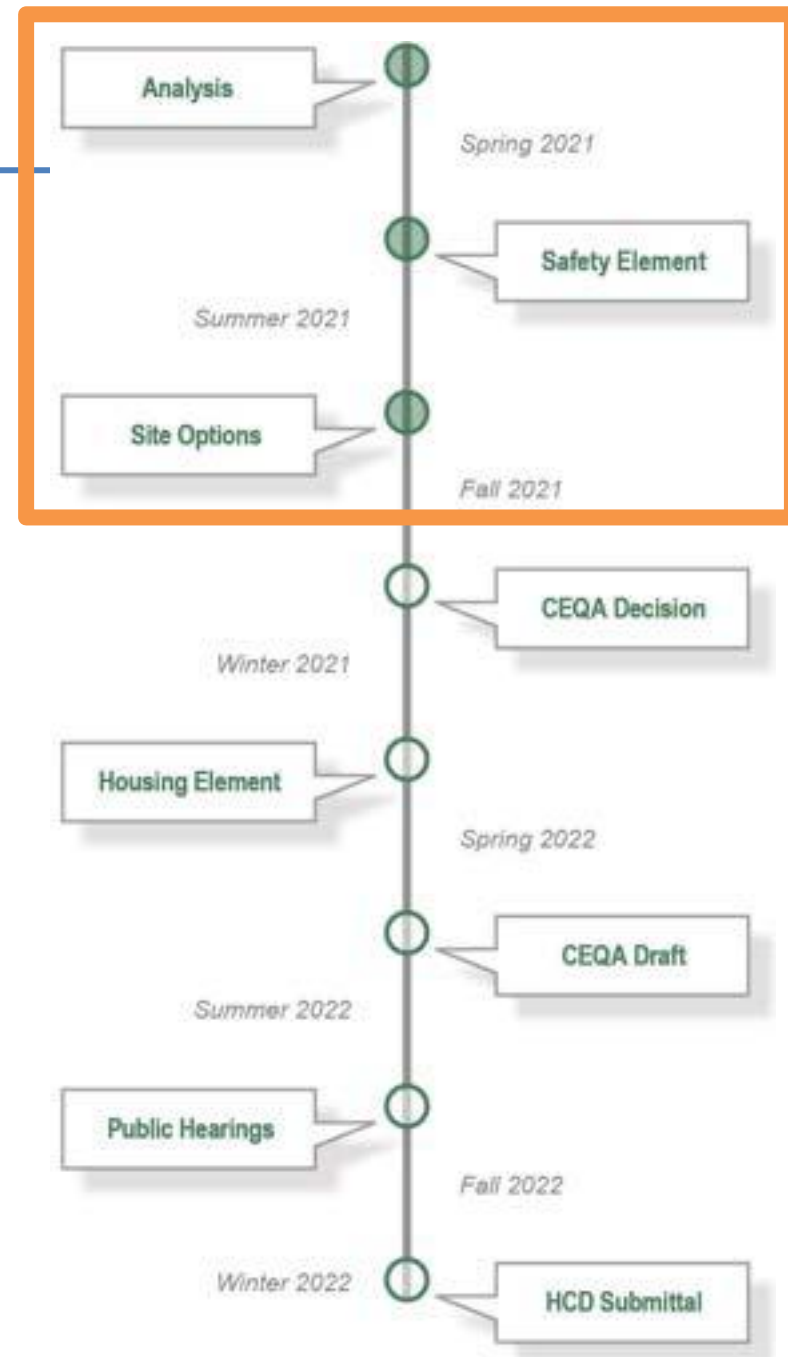 Analysis
Spring 2021
Safety Element
Summer 2021
Site Options
Fall 2021
CEQA Decision
Winter 2021
Housing Element
Spring 2022
CEQA Draft
Summer 2022
Public Hearings
Fall 2022
Winter 2022
HCD Submittal